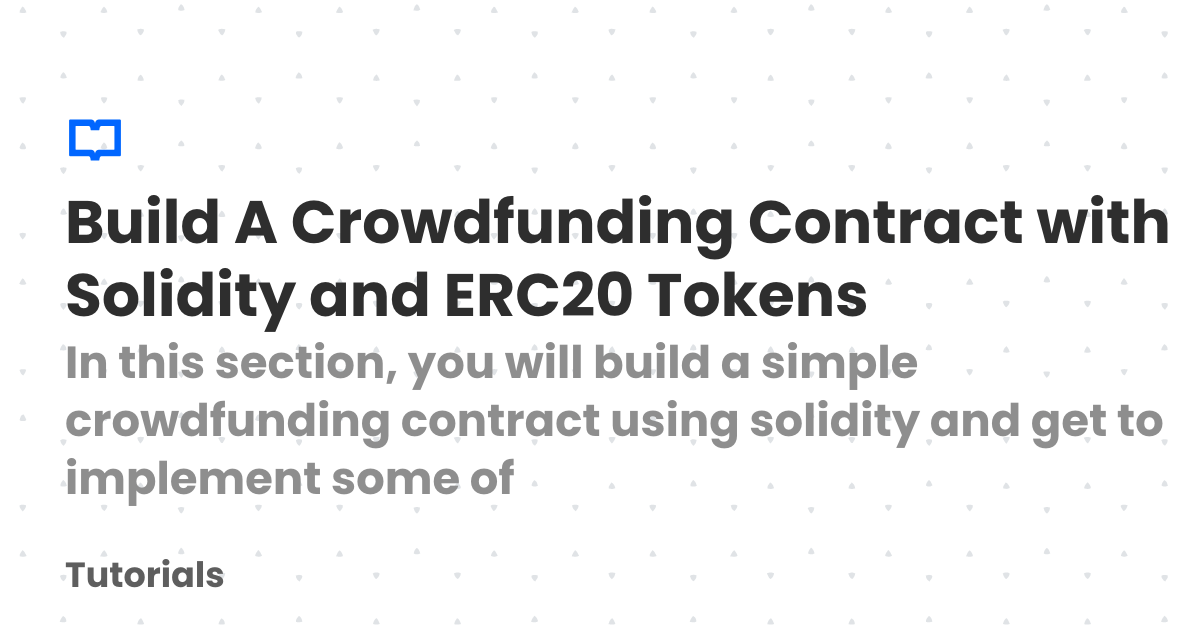 Build A Crowdfunding Contract with
Solidity and ERC20 Tokens
In this section, you will build a simple
crowdfunding contract using solidity and get to
implement some of
Tutorials